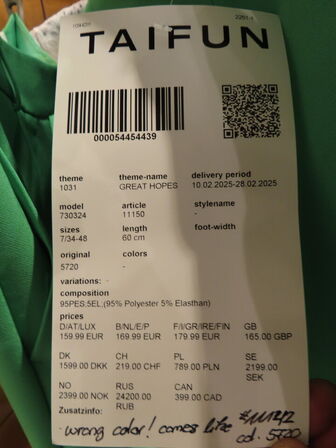 TAIFUN
000054454439
theme theme-name delivery period
1031 GREAT HOPES 10.02.2025-28.02.2025
model article stylename
730324 11150 -
sizes length foot-width
7/34-48 60 cm
original colors
5720 -
variations: -
composition
95PES,5EL,(95% Polyester 5% Elasthan)
prices
D/AT/LUX B/NL/E/P F/I/GR/IRE/FIN GB
159.99 EUR 169.99 EUR 179.99 EUR 165.00 GBP
DK CH PL SE
1599.00 DKK 219.00 CHF 789.00 PLN 2199.00
SEK
NO RUS CAN
2399.00 NOK 24200.00 399.00 CAD
Zusatzinfo: RUB
- wrong color! comes like
col. 5720